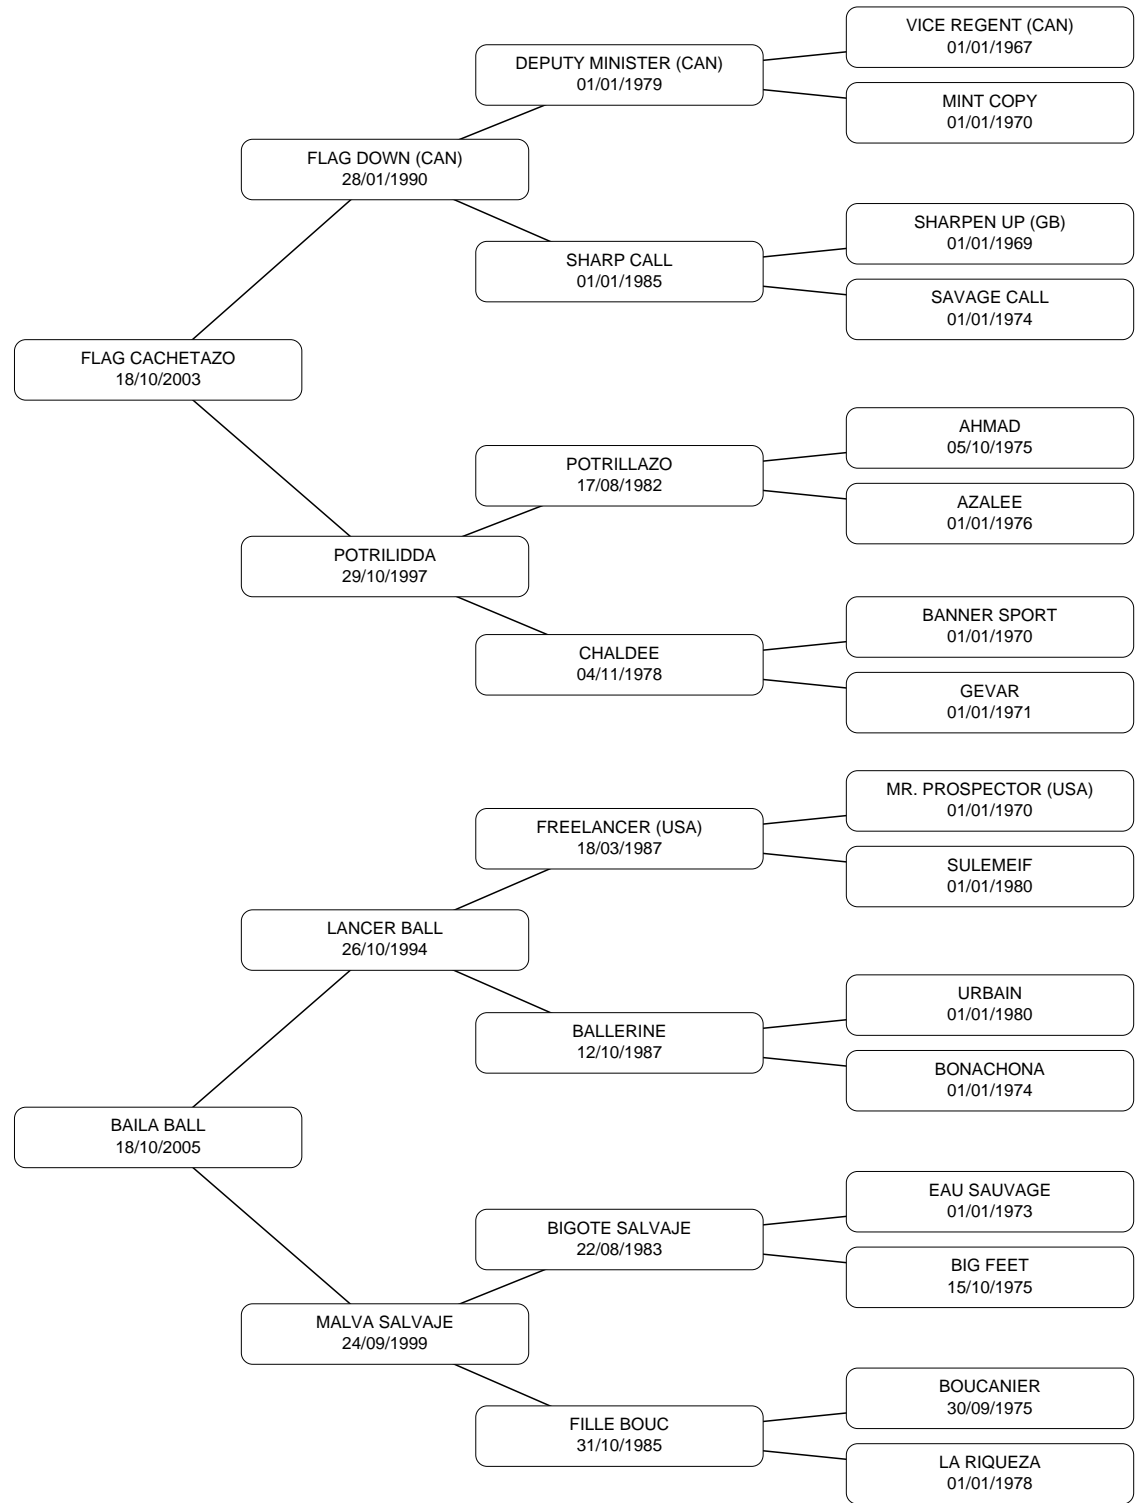 VICE REGENT (CAN)
01/01/1967
DEPUTY MINISTER (CAN)
01/01/1979
MINT COPY
01/01/1970
FLAG DOWN (CAN)
28/01/1990
SHARPEN UP (GB)
01/01/1969
SHARP CALL
01/01/1985
SAVAGE CALL
01/01/1974
FLAG CACHETAZO
18/10/2003
AHMAD
05/10/1975
POTRILLAZO
17/08/1982
AZALEE
01/01/1976
POTRILIDDA
29/10/1997
BANNER SPORT
01/01/1970
CHALDEE
04/11/1978
GEVAR
01/01/1971
MR. PROSPECTOR (USA)
01/01/1970
FREELANCER (USA)
18/03/1987
SULEMEIF
01/01/1980
LANCER BALL
26/10/1994
URBAIN
01/01/1980
BALLERINE
12/10/1987
BONACHONA
01/01/1974
BAILA BALL
18/10/2005
EAU SAUVAGE
01/01/1973
BIGOTE SALVAJE
22/08/1983
BIG FEET
15/10/1975
MALVA SALVAJE
24/09/1999
BOUCANIER
30/09/1975
FILLE BOUC
31/10/1985
LA RIQUEZA
01/01/1978